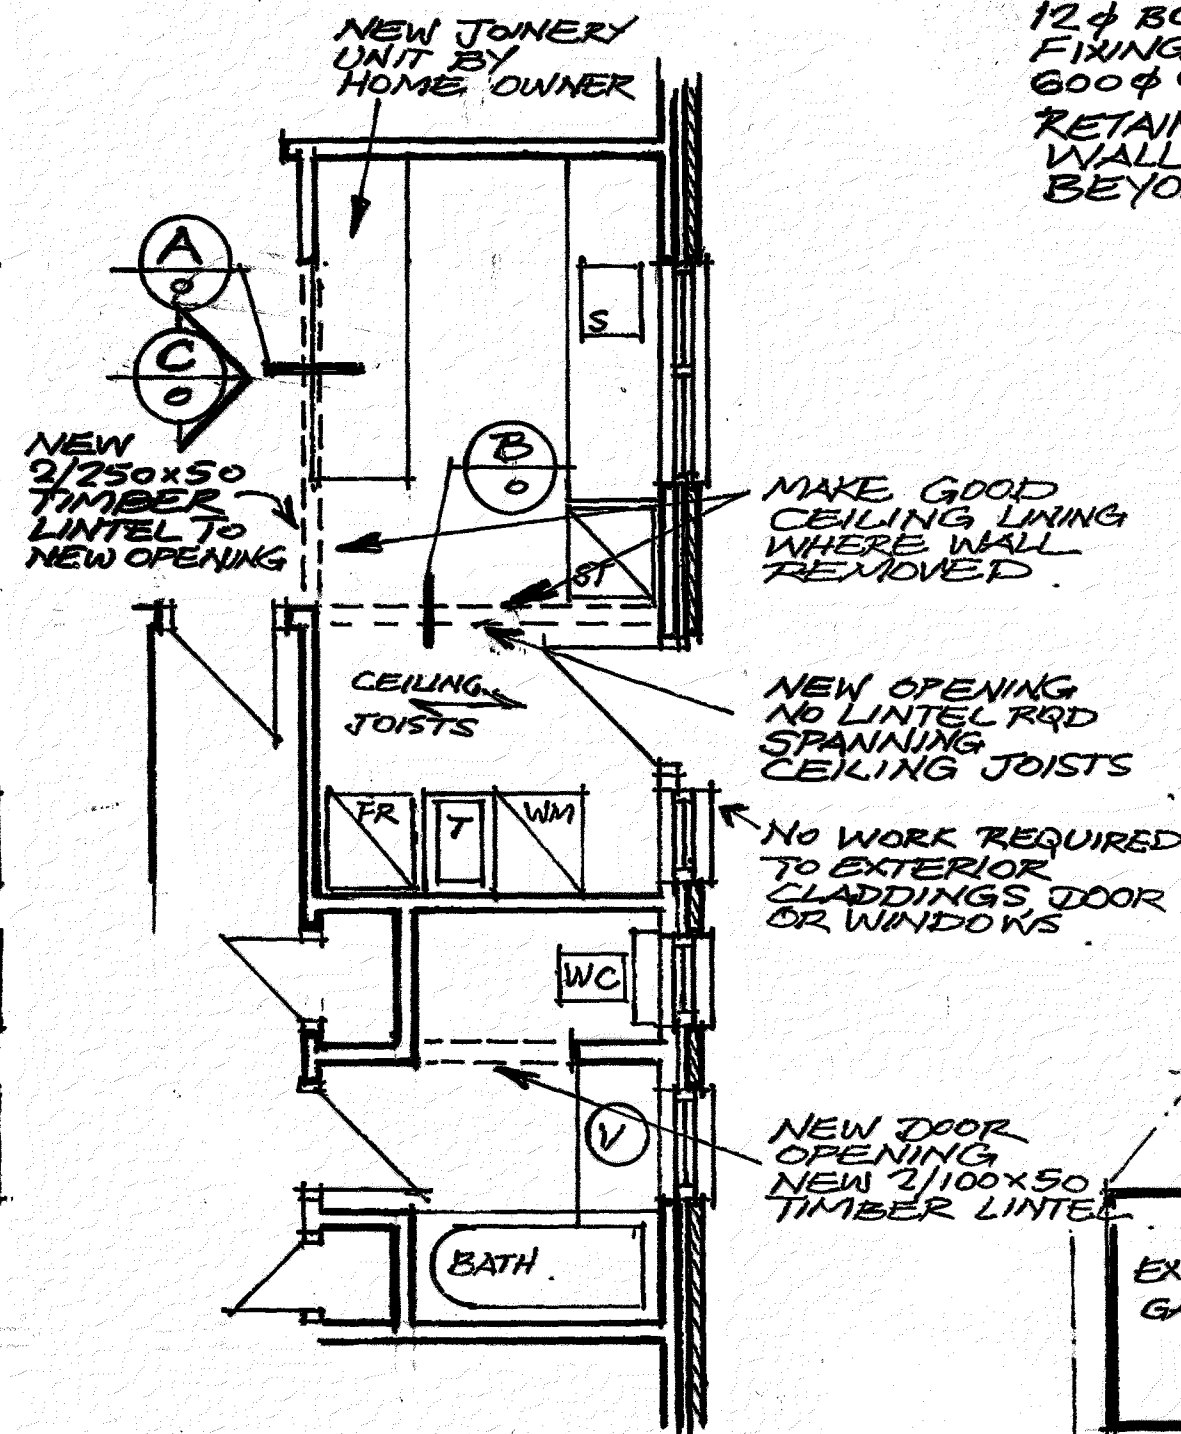 NEW JOINERY
UNIT BY
HOME OWNER
12 ϕ BO
FIXING
600 ϕ
RETAIN
WALL
BEYO
A
O
C
O
S
B
O
NEW
2/250x50
TIMBER
LINTEL TO
NEW OPENING
ST
MAKE GOOD
CEILING LINING
WHERE WALL
REMOVED
CEILING
JOISTS
NEW OPENING
NO LINTEL RQD
SPANNING
CEILING JOISTS
FR
T
WM
NO WORK REQUIRED
TO EXTERIOR
CLADDINGS, DOOR
OR WINDOWS
WC
V
NEW DOOR
OPENING
NEW 2/100x50
TIMBER LINTEL
BATH
EX
GA